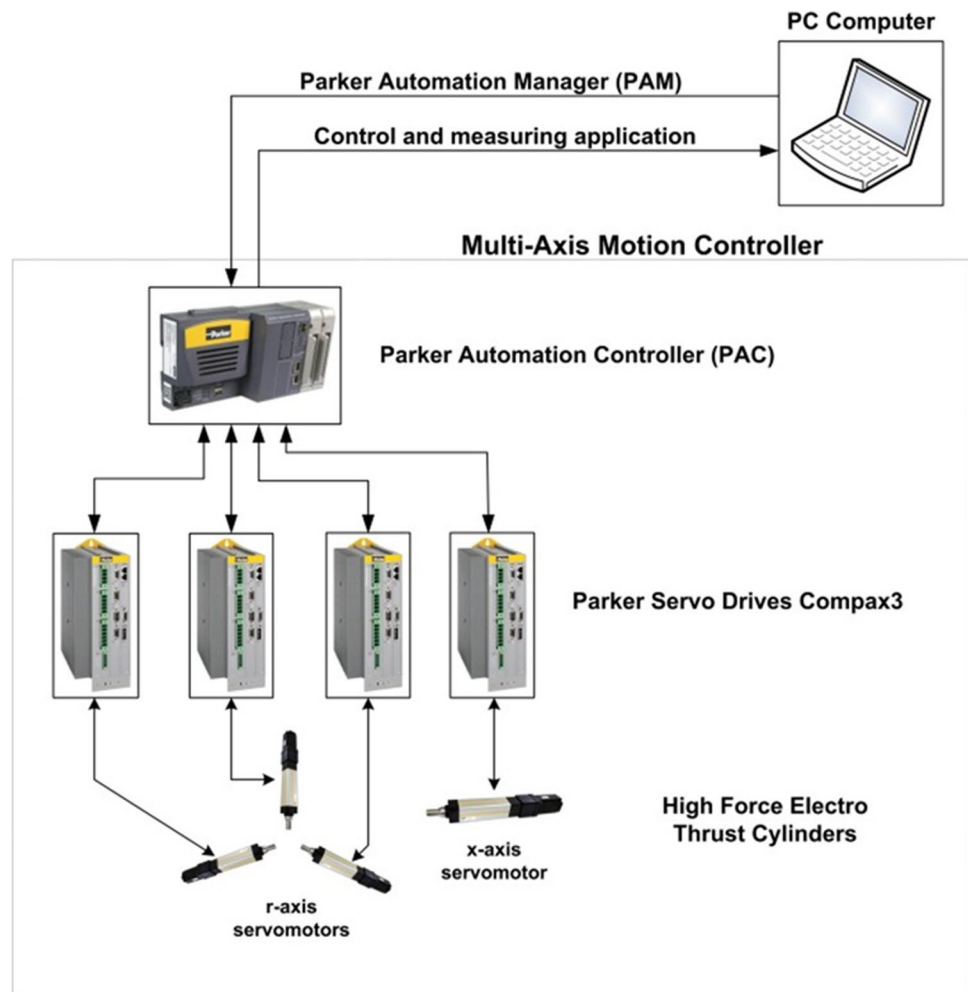 PC Computer
Parker Automation Manager (PAM)
Control and measuring application
Multi-Axis Motion Controller
Parker
Parker Automation Controller (PAC)
Parker Servo Drives Compax3
High Force Electro
Thrust Cylinders
x-axis
servomotor
r-axis
servomotors